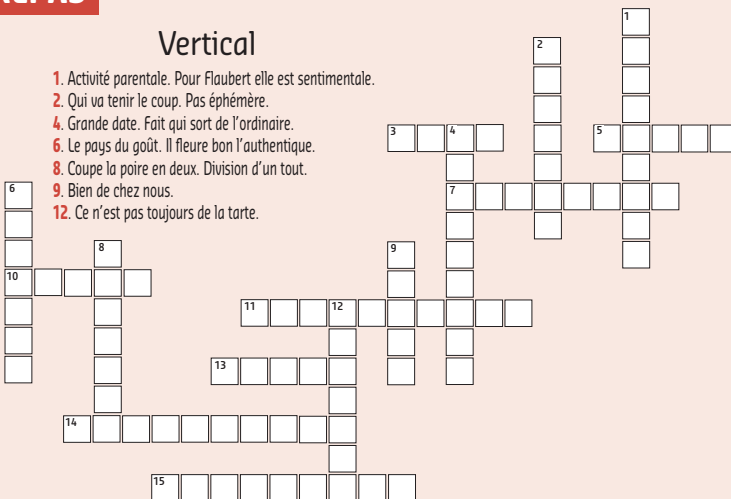 Vertical
1. Activité parentale. Pour Flaubert elle est sentimentale.
2. Qui va tenir le coup. Pas éphémère.
4. Grande date. Fait qui sort de l'ordinaire.
6. Le pays du goût. Il fleure bon l'authentique.
8. Coupe la poire en deux. Division d'un tout.
9. Bien de chez nous.
12. Ce n'est pas toujours de la tarte.
1
2
3
4
5
6
7
8
9
10
11
12
13
14
15